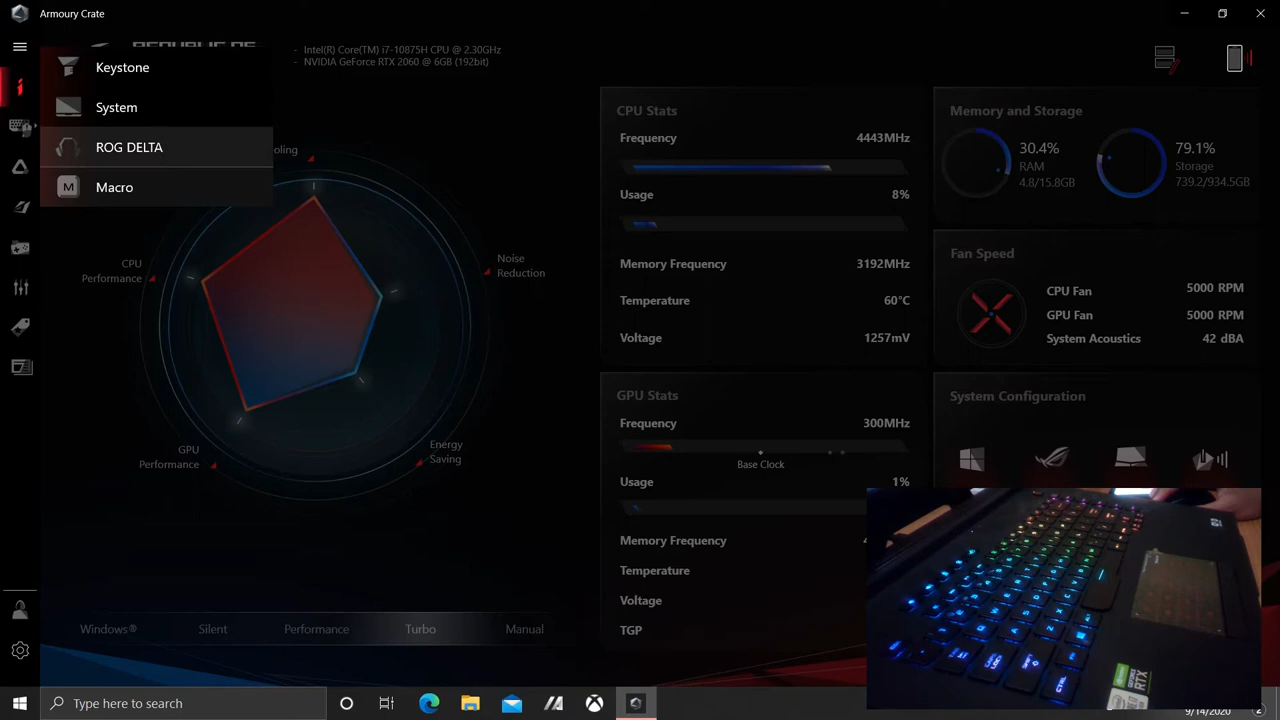 Armoury Crate
- Intel(R) Core(TM) i7-10875H CPU @ 2.30GHz
- NVIDIA GeForce RTX 2060 @ 6GB (192bit)
Keystone
System
ROG DELTA
M Macro
CPU
Performance
Noise
Reduction
GPU
Performance
Energy
Saving
Windows® Silent Performance Turbo Manual
CPU Stats
Frequency 4443MHz
Usage 8%
Memory Frequency 3192MHz
Temperature 60°C
Voltage 1257mV
GPU Stats
Frequency 300MHz
Base Clock
Usage 1%
Memory Frequency
Temperature
Voltage
TGP
Memory and Storage
30.4%
RAM
4.8/15.8GB
79.1%
Storage
739.2/934.5GB
Fan Speed
CPU Fan 5000 RPM
GPU Fan 5000 RPM
System Acoustics 42 dBA
System Configuration
CTRL
GEFORCE
RTX
Type here to search
9/14/2020
2